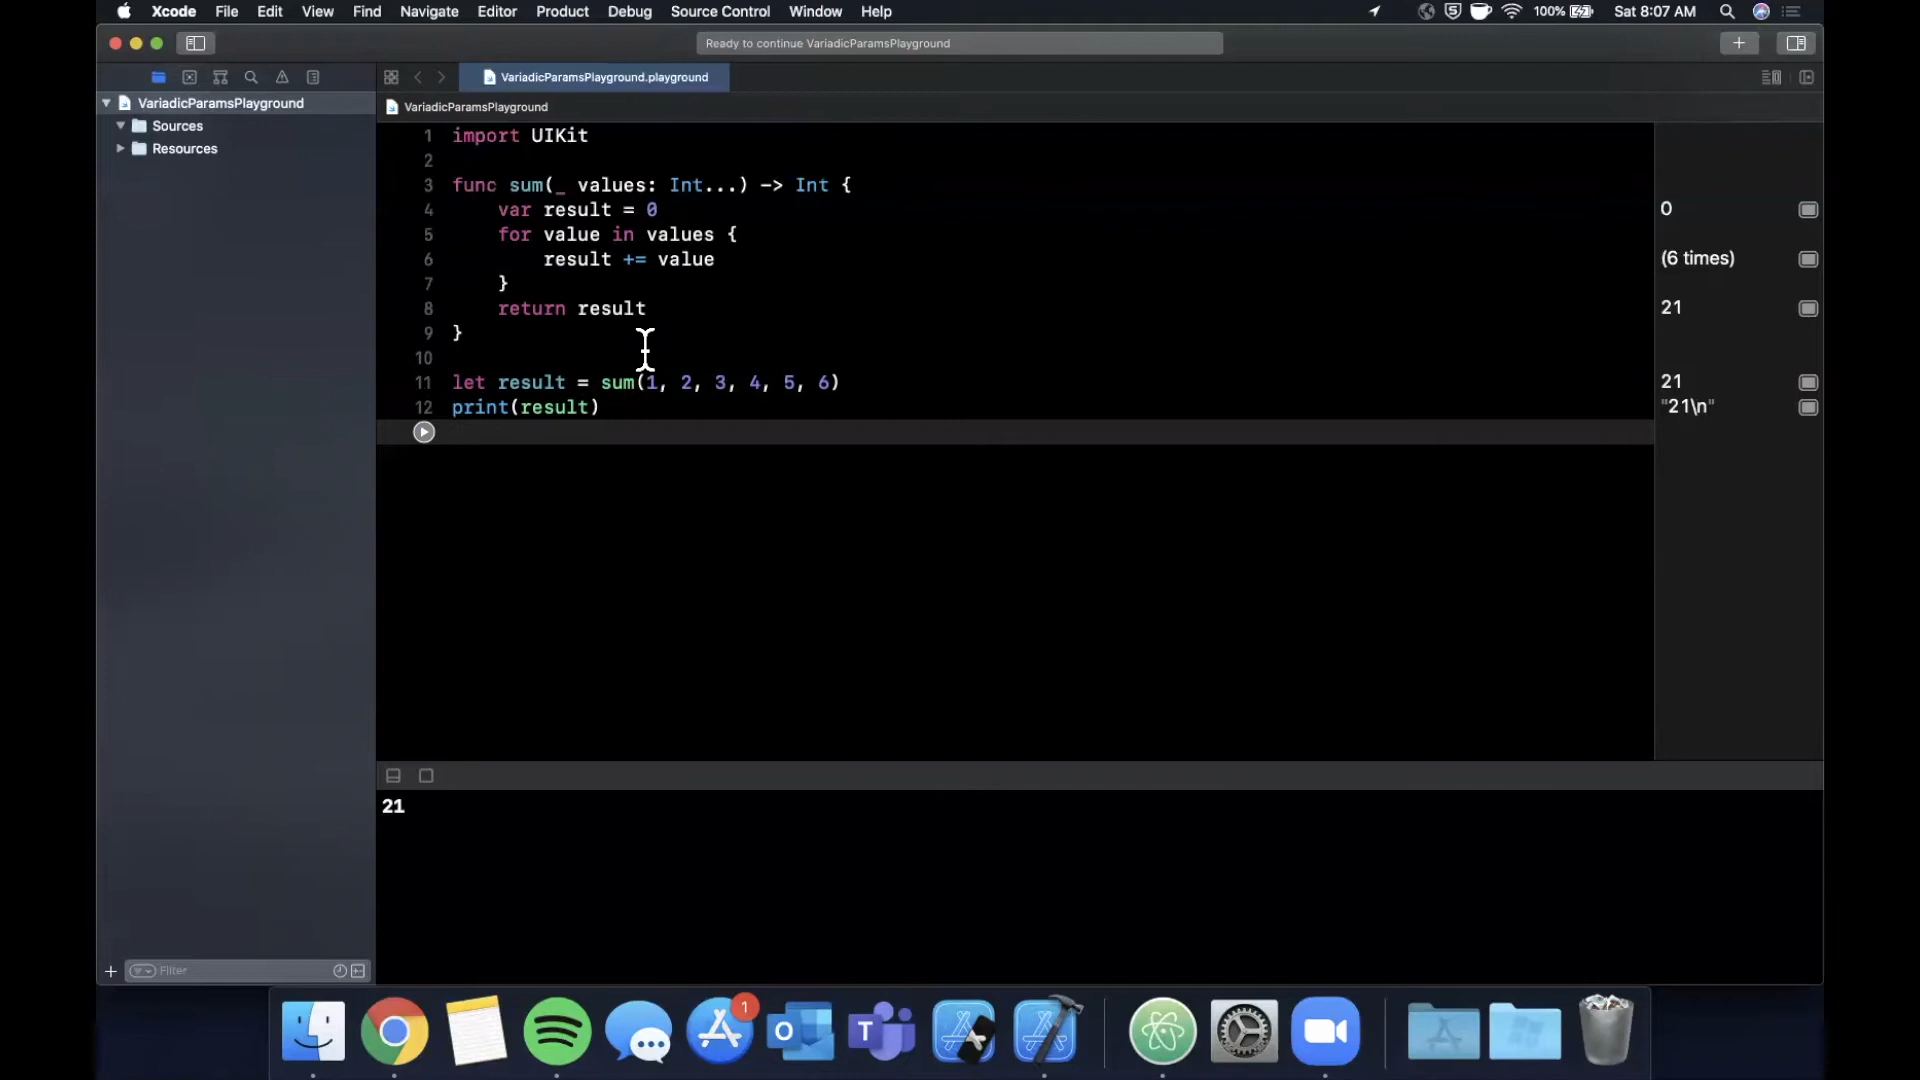 Xcode File Edit View Find Navigate Editor Product Debug Source Control Window Help 100% Sat 8:07 AM
Ready to continue VariadicParamsPlayground
VariadicParamsPlayground.playground
VariadicParamsPlayground
Sources
Resources
VariadicParamsPlayground
1 import UIKit
2
3 func sum(_ values: Int...) -> Int {
4 var result = 0 0
5 for value in values {
6 result += value (6 times)
7 }
8 return result 21
9 }
10
11 let result = sum(1, 2, 3, 4, 5, 6) 21
12 print(result) "21\n"
21
Filter
1